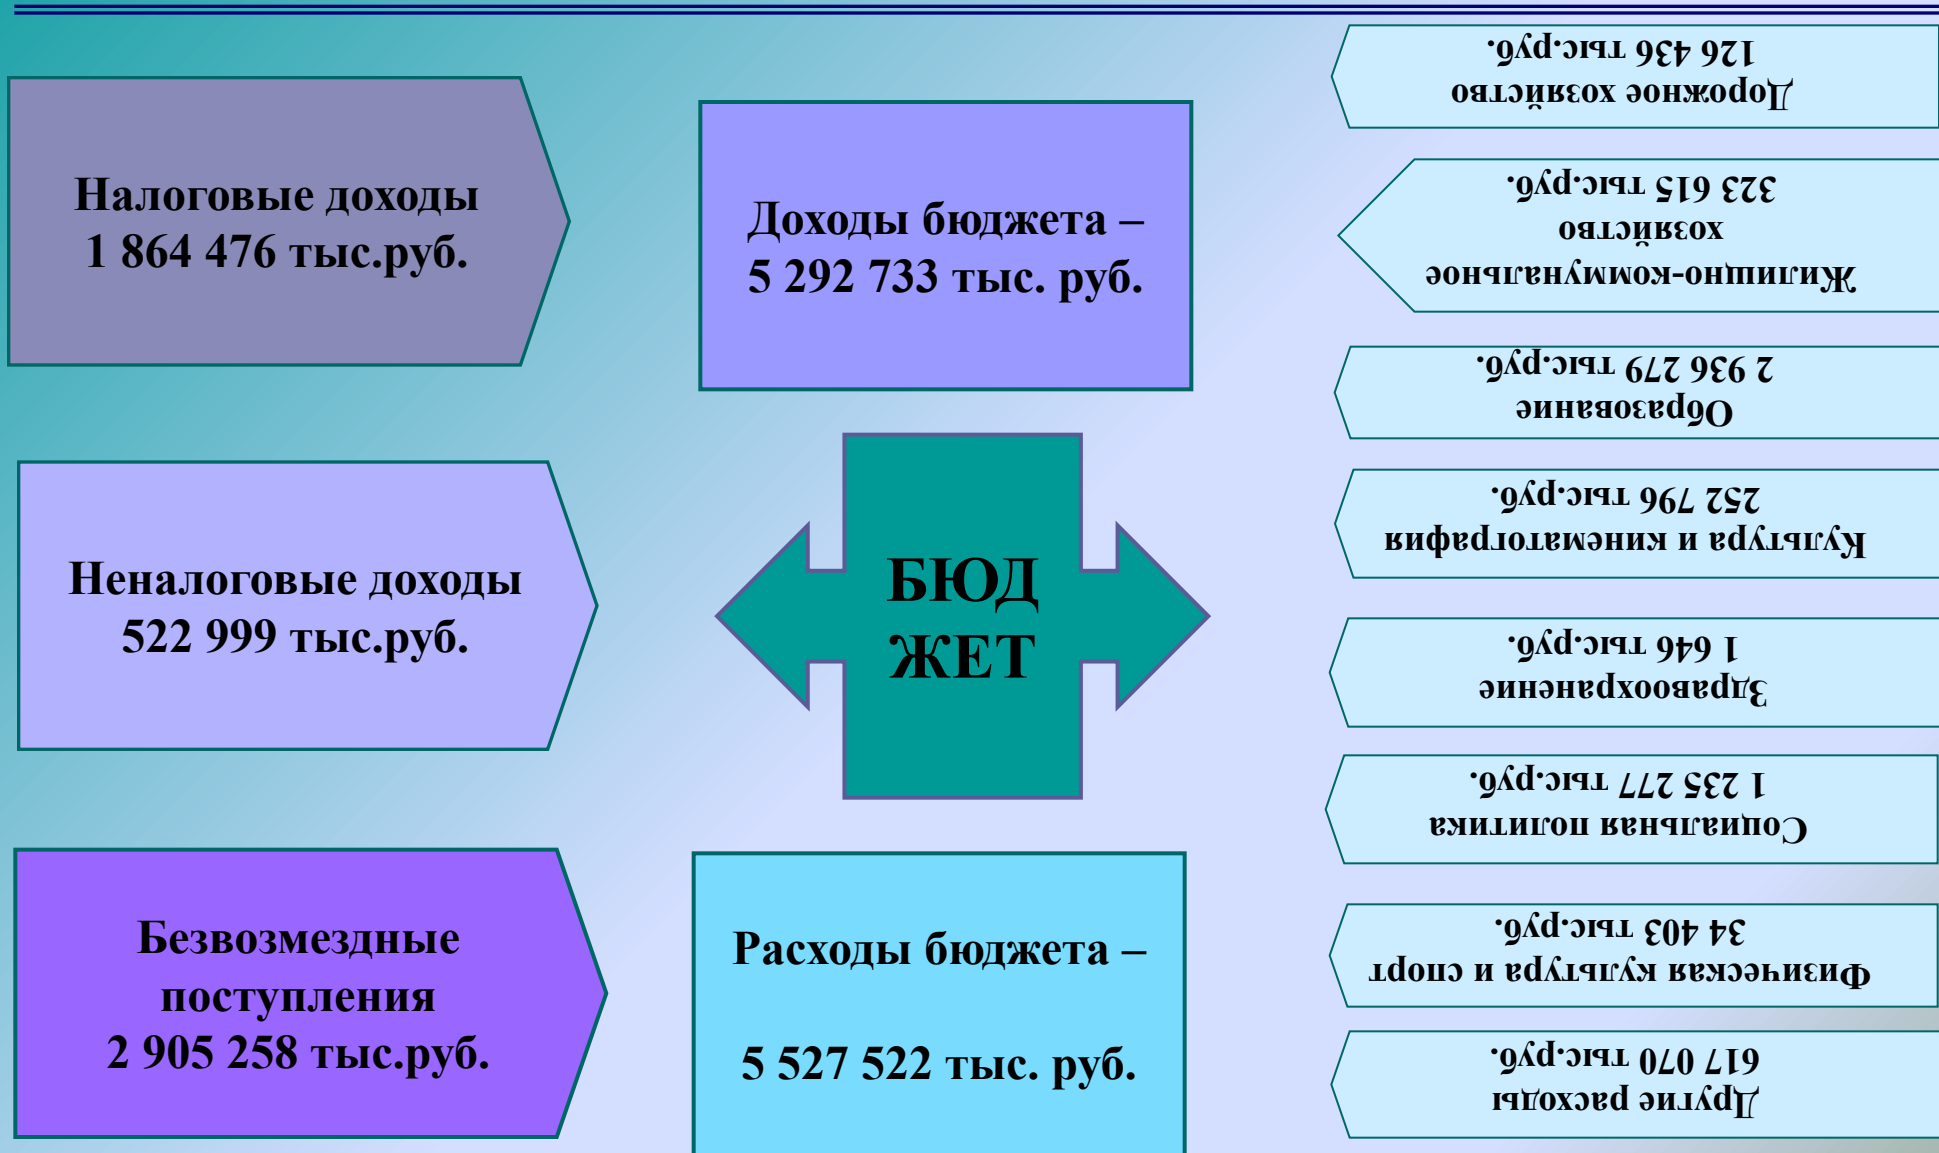 Налоговые доходы
1 864 476 тыс.руб.
Неналоговые доходы
522 999 тыс.руб.
Безвозмездные
поступления
2 905 258 тыс.руб.
Доходы бюджета –
5 292 733 тыс. руб.
БЮД
ЖЕТ
Расходы бюджета –
5 527 522 тыс. руб.
Дорожное хозяйство
126 436 тыс.руб.
Жилищно-коммунальное
хозяйство
323 615 тыс.руб.
Образование
2 936 279 тыс.руб.
Культура и кинематография
252 796 тыс.руб.
Здравоохранение
1 646 тыс.руб.
Социальная политика
1 235 277 тыс.руб.
Физическая культура и спорт
34 403 тыс.руб.
Другие расходы
617 070 тыс.руб.